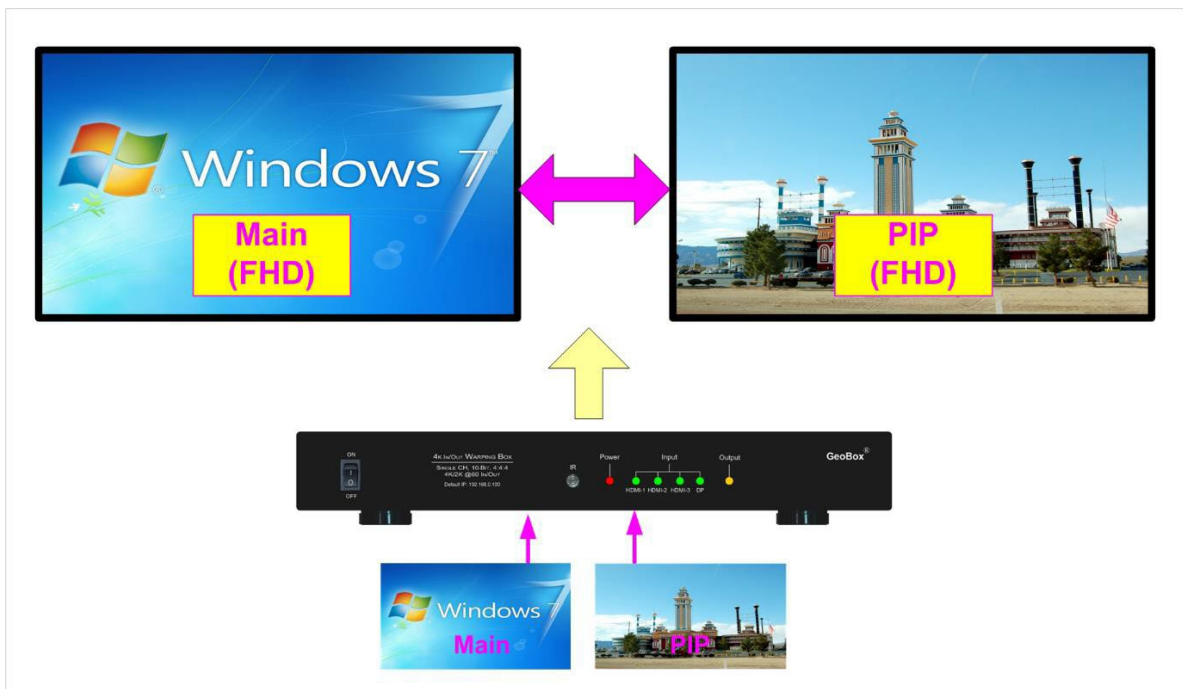 Windows 7
Main
(FHD)
PIP
(FHD)
ON
OFF
4K IN/OUT WARPING BOX
SINGLE CH, 10-BIT, 4:4:4
4K/2K @60 IN/OUT
Default IP: 192.168.0.100
IR
Power
Input
Output
HDMI-1 HDMI-2 HDMI-3 DP
GeoBox®
Windows 7
Main
PIP